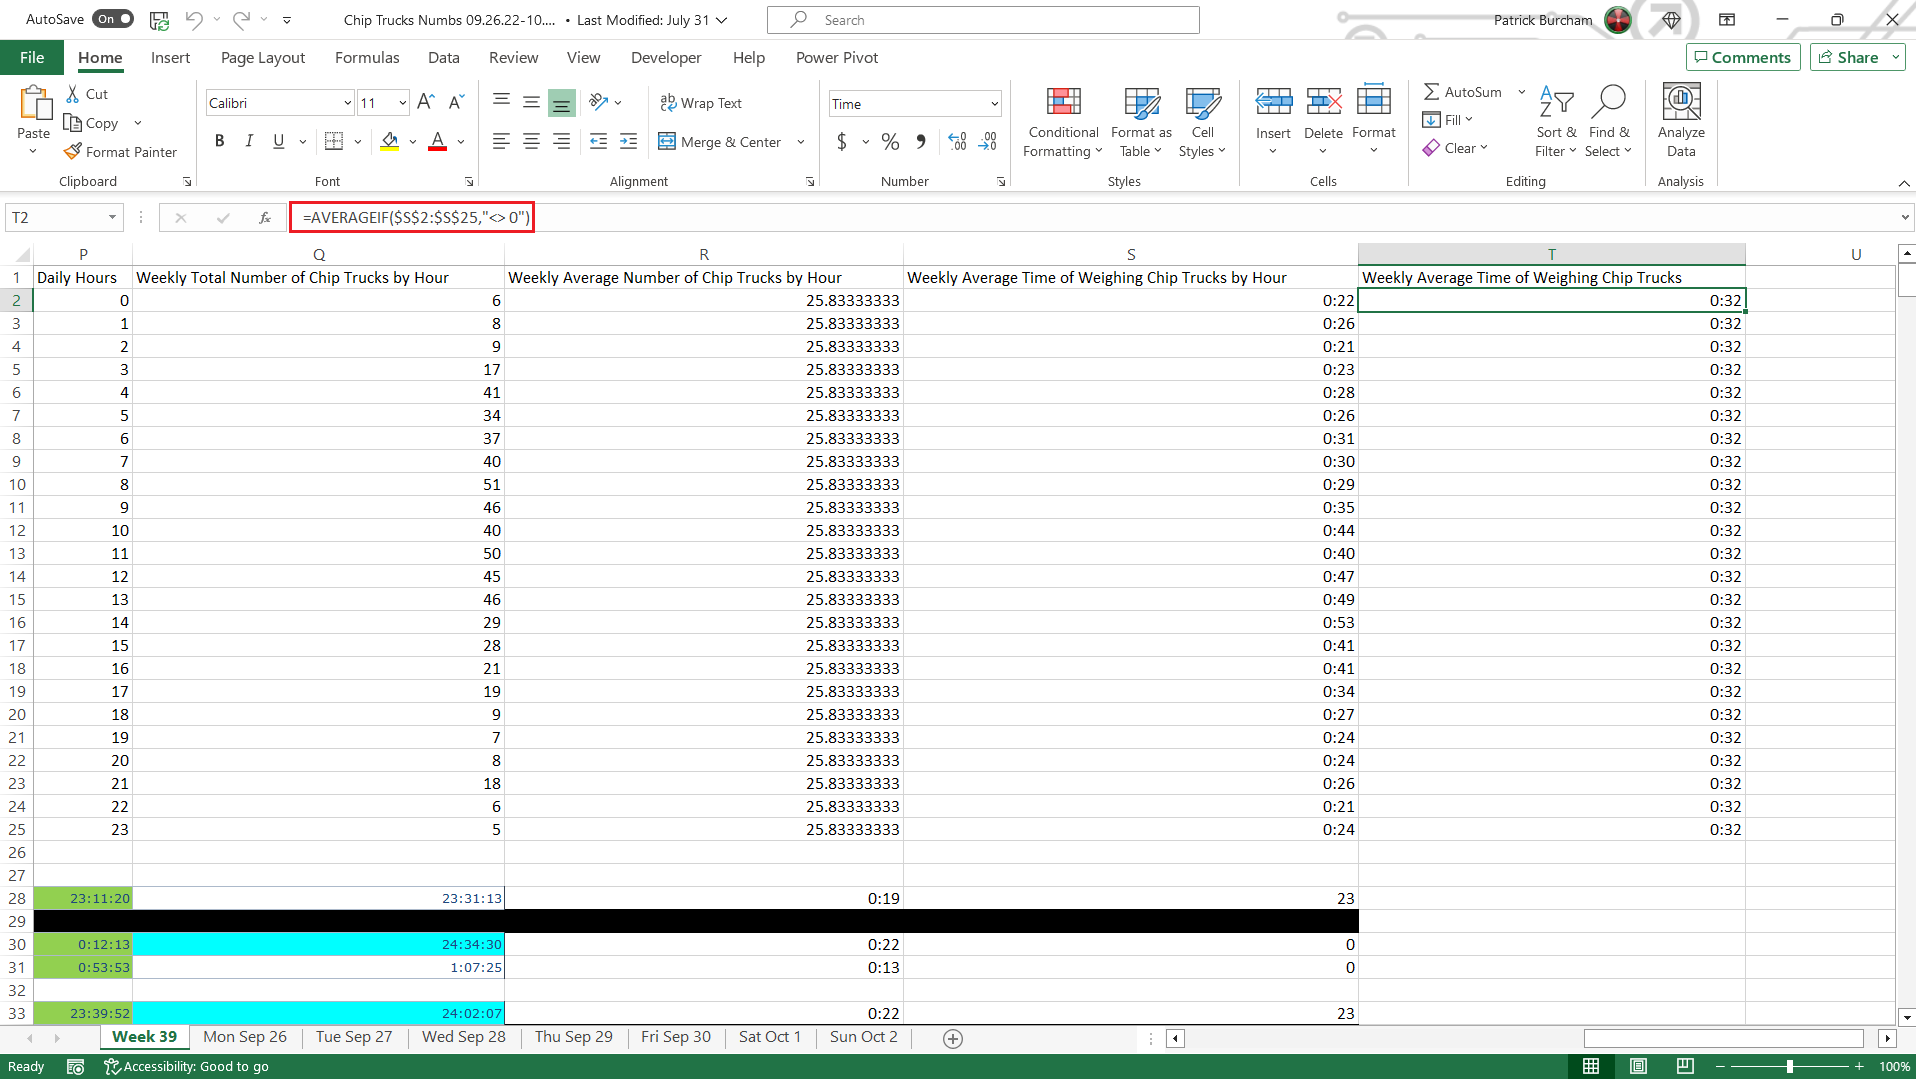 AutoSave On Chip Trucks Numbs 09.26.22-10.... • Last Modified: July 31 Search Patrick Burcham
File Home Insert Page Layout Formulas Data Review View Developer Help Power Pivot Comments Share
Paste Cut Copy Format Painter Clipboard
Calibri 11 B I U A Font
Wrap Text Merge & Center Alignment
Time $ % Number
Conditional Formatting Format as Table Cell Styles Styles
Insert Delete Format Cells
AutoSum Fill Clear Sort & Filter Find & Select Editing
Analyze Data Analysis
T2 fx =AVERAGEIF($S$2:$S$25,"<> 0")
P Q R S T U
1 Daily Hours Weekly Total Number of Chip Trucks by Hour Weekly Average Number of Chip Trucks by Hour Weekly Average Time of Weighing Chip Trucks by Hour Weekly Average Time of Weighing Chip Trucks
2 0 6 25.83333333 0:22 0:32
3 1 8 25.83333333 0:26 0:32
4 2 9 25.83333333 0:21 0:32
5 3 17 25.83333333 0:23 0:32
6 4 41 25.83333333 0:28 0:32
7 5 34 25.83333333 0:26 0:32
8 6 37 25.83333333 0:31 0:32
9 7 40 25.83333333 0:30 0:32
10 8 51 25.83333333 0:29 0:32
11 9 46 25.83333333 0:35 0:32
12 10 40 25.83333333 0:44 0:32
13 11 50 25.83333333 0:40 0:32
14 12 45 25.83333333 0:47 0:32
15 13 46 25.83333333 0:49 0:32
16 14 29 25.83333333 0:53 0:32
17 15 28 25.83333333 0:41 0:32
18 16 21 25.83333333 0:41 0:32
19 17 19 25.83333333 0:34 0:32
20 18 9 25.83333333 0:27 0:32
21 19 7 25.83333333 0:24 0:32
22 20 8 25.83333333 0:24 0:32
23 21 18 25.83333333 0:26 0:32
24 22 6 25.83333333 0:21 0:32
25 23 5 25.83333333 0:24 0:32
26
27
28 23:11:20 23:31:13 0:19 23
29
30 0:12:13 24:34:30 0:22 0
31 0:53:53 1:07:25 0:13 0
32
33 23:39:52 24:02:07 0:22 23
Week 39 Mon Sep 26 Tue Sep 27 Wed Sep 28 Thu Sep 29 Fri Sep 30 Sat Oct 1 Sun Oct 2
Ready Accessibility: Good to go 100%